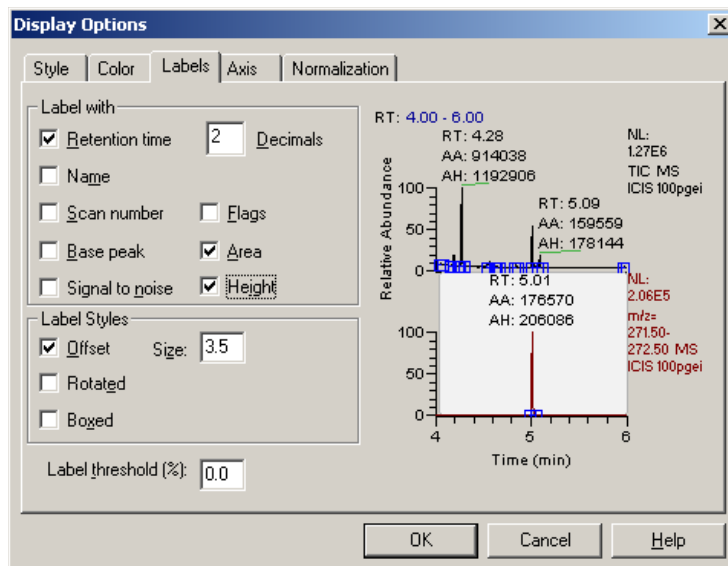 Display Options
Style Color Labels Axis Normalization
Label with
Retention time 2 Decimals
Name
Scan number Flags
Base peak Area
Signal to noise Height
Label Styles
Offset Size: 3.5
Rotated
Boxed
Label threshold (%): 0.0
RT: 4.00 - 6.00
RT: 4.28
AA: 914038
AH: 1192906
NL:
1.27E6
TIC MS
ICIS 100pgei
RT: 5.09
AA: 159559
AH: 178144
100
50
0
Relative Abundance
RT: 5.01
AA: 176570
AH: 206086
NL:
2.06E5
m/z=
271.50-
272.50 MS
ICIS 100pgei
100
50
0
4 5 6
Time (min)
OK Cancel Help